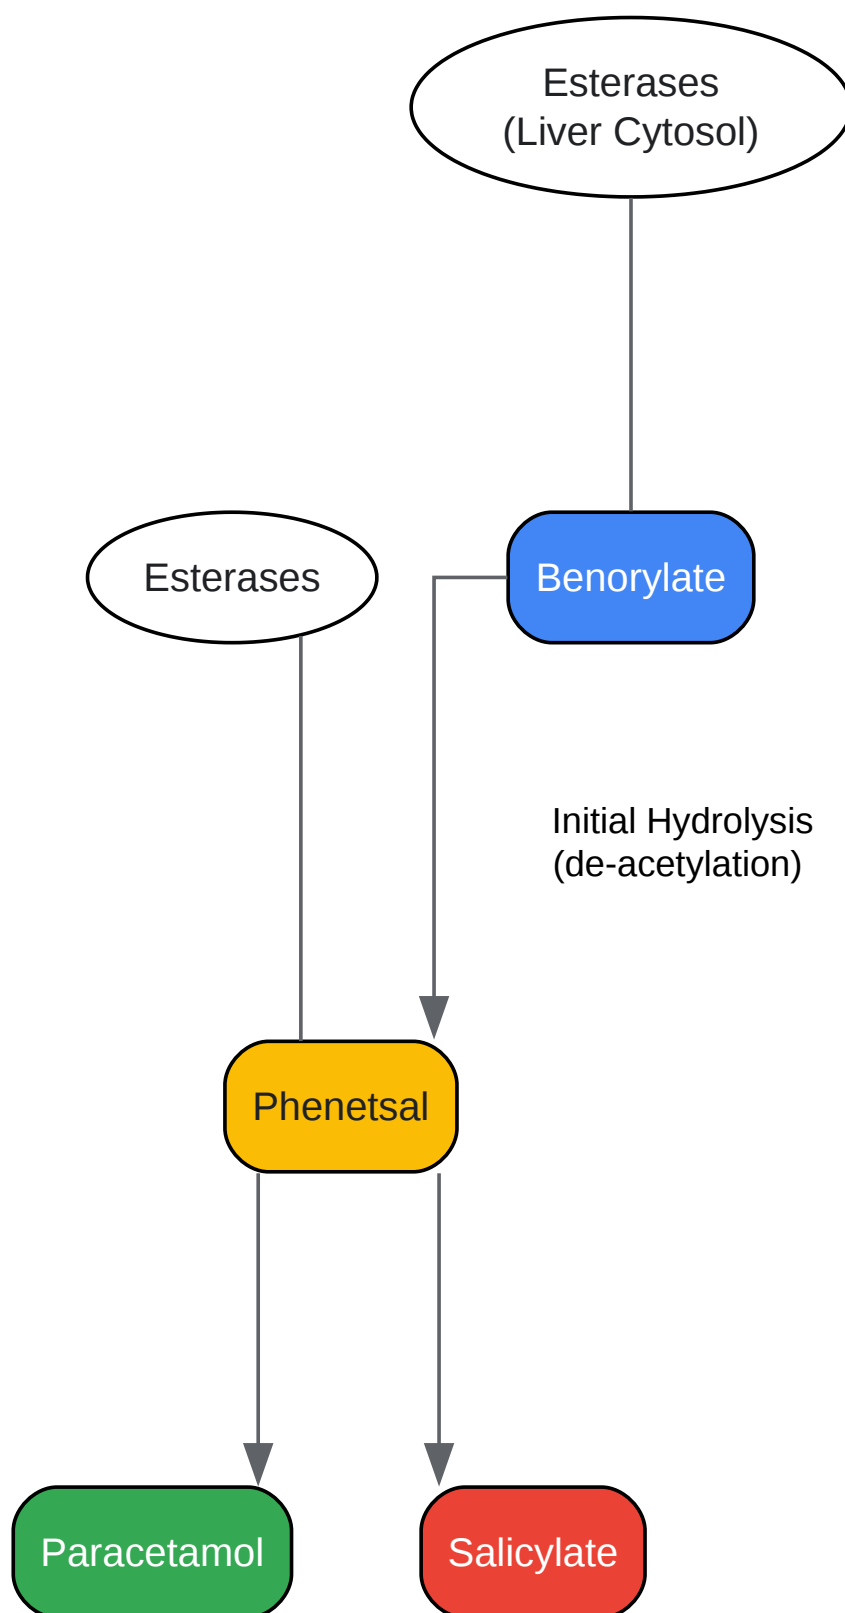 Esterases
(Liver Cytosol)
Esterases
Benorylate
Initial Hydrolysis
(de-acetylation)
Phenetsal
Paracetamol
Salicylate